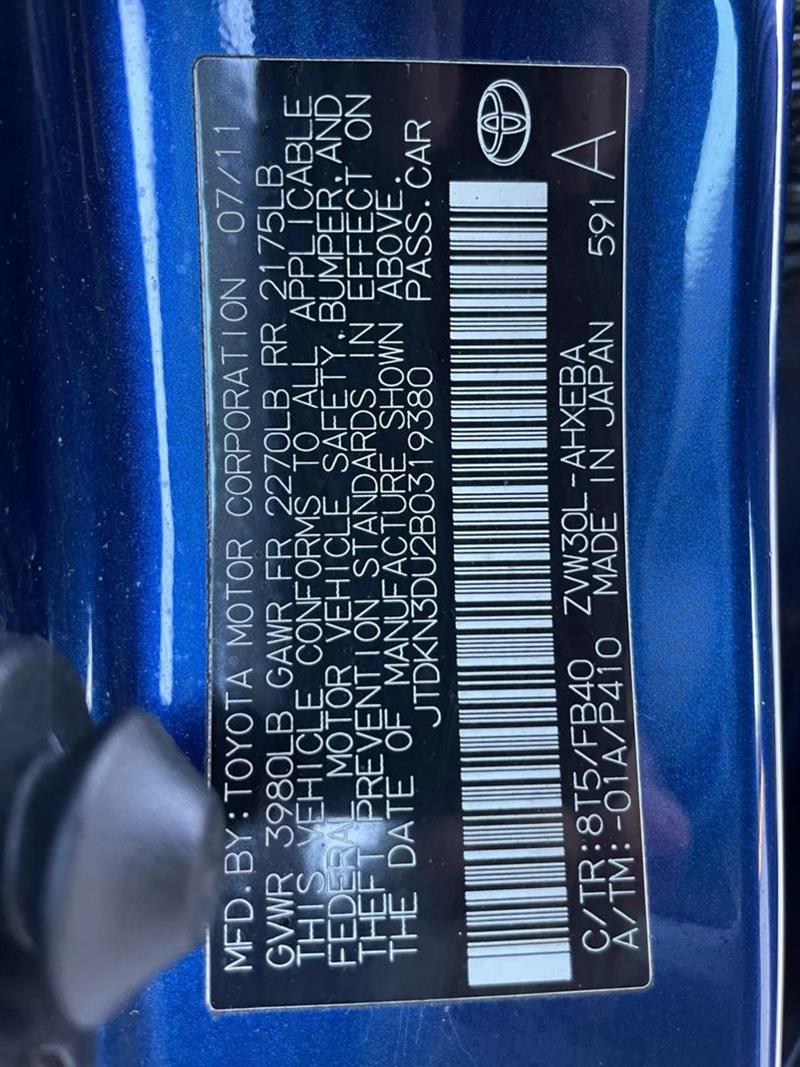 MFD.BY:TOYOTA MOTOR CORPORATION 07/11
GVWR 3980LB GAWR FR 2270LB RR 2175LB
THIS VEHICLE CONFORMS TO ALL APPLICABLE
FEDERAL MOTOR VEHICLE SAFETY,BUMPER,AND
THEFT PREVENTION STANDARDS IN EFFECT ON
THE DATE OF MANUFACTURE SHOWN ABOVE.
JTDKN3DU2B0319380 PASS.CAR
C/TR:8T5/FB40 ZVW30L-AHXEBA 591
A/TM:-01A/P410 MADE IN JAPAN A